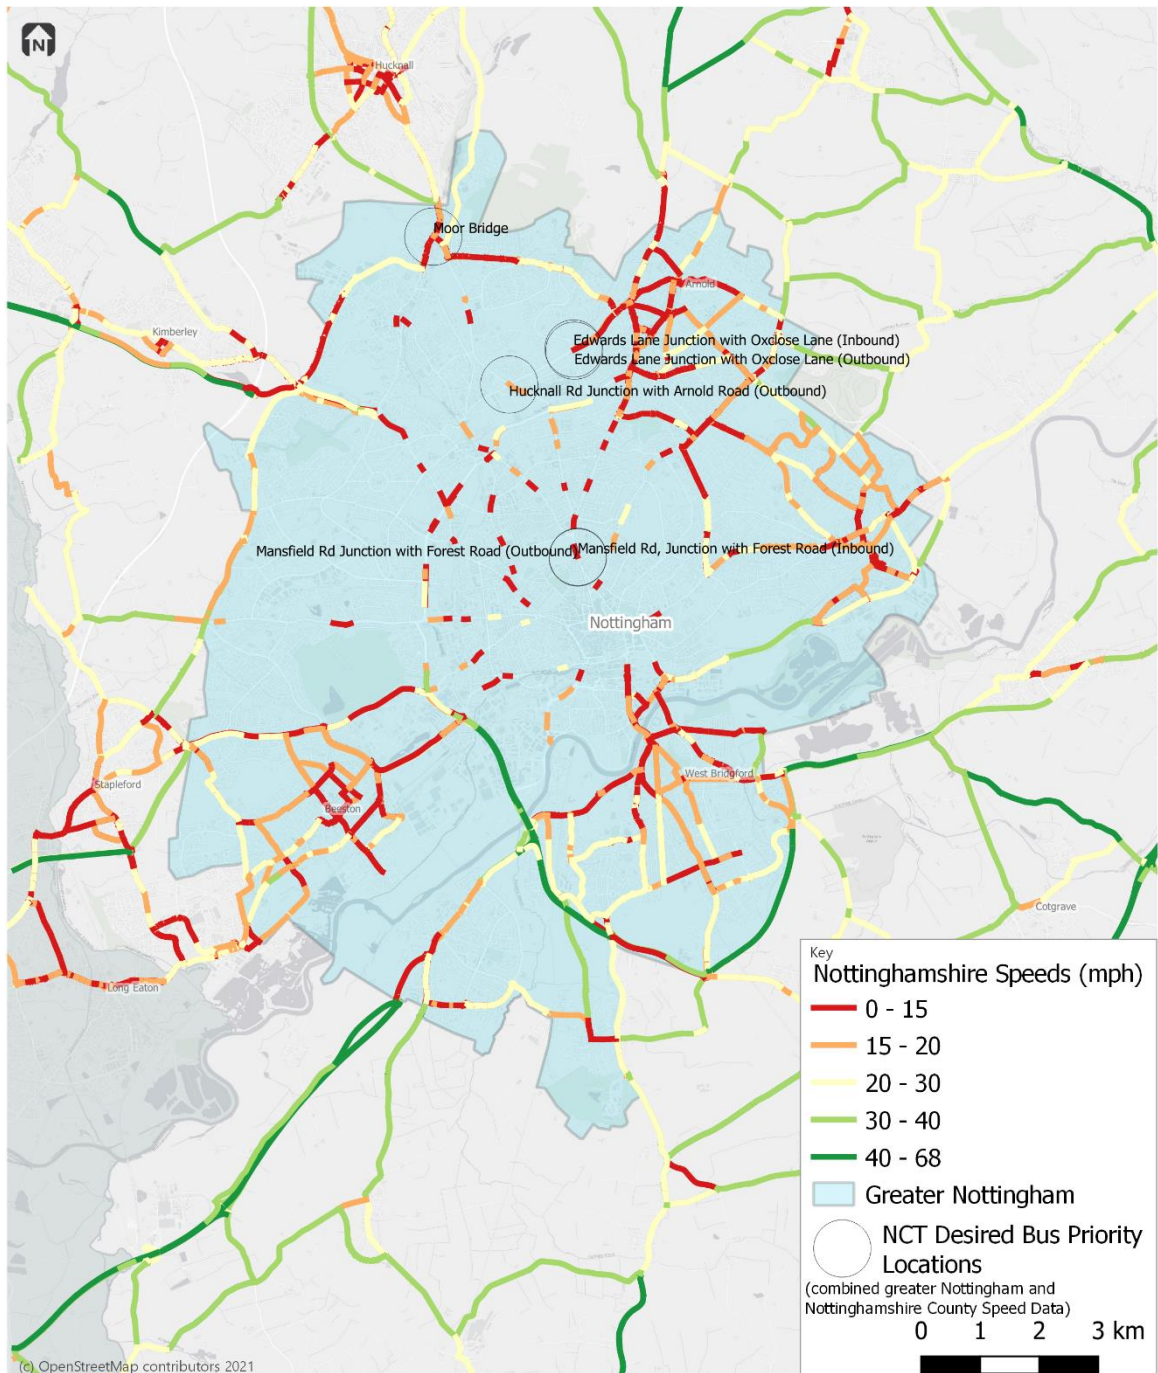 N
Hucknall
Moor Bridge
Arnold
Kimberley
Edwards Lane Junction with Oxclose Lane (Inbound)
Edwards Lane Junction with Oxclose Lane (Outbound)
Hucknall Rd Junction with Arnold Road (Outbound)
Mansfield Rd Junction with Forest Road (Outbound)
Mansfield Rd, Junction with Forest Road (Inbound)
Nottingham
West Bridgford
Stapleford
Beeston
Cotgrave
Long Eaton
Key
Nottinghamshire Speeds (mph)
0 - 15
15 - 20
20 - 30
30 - 40
40 - 68
Greater Nottingham
NCT Desired Bus Priority
Locations
(combined greater Nottingham and
Nottinghamshire County Speed Data)
0 1 2 3 km
(c) OpenStreetMap contributors 2021